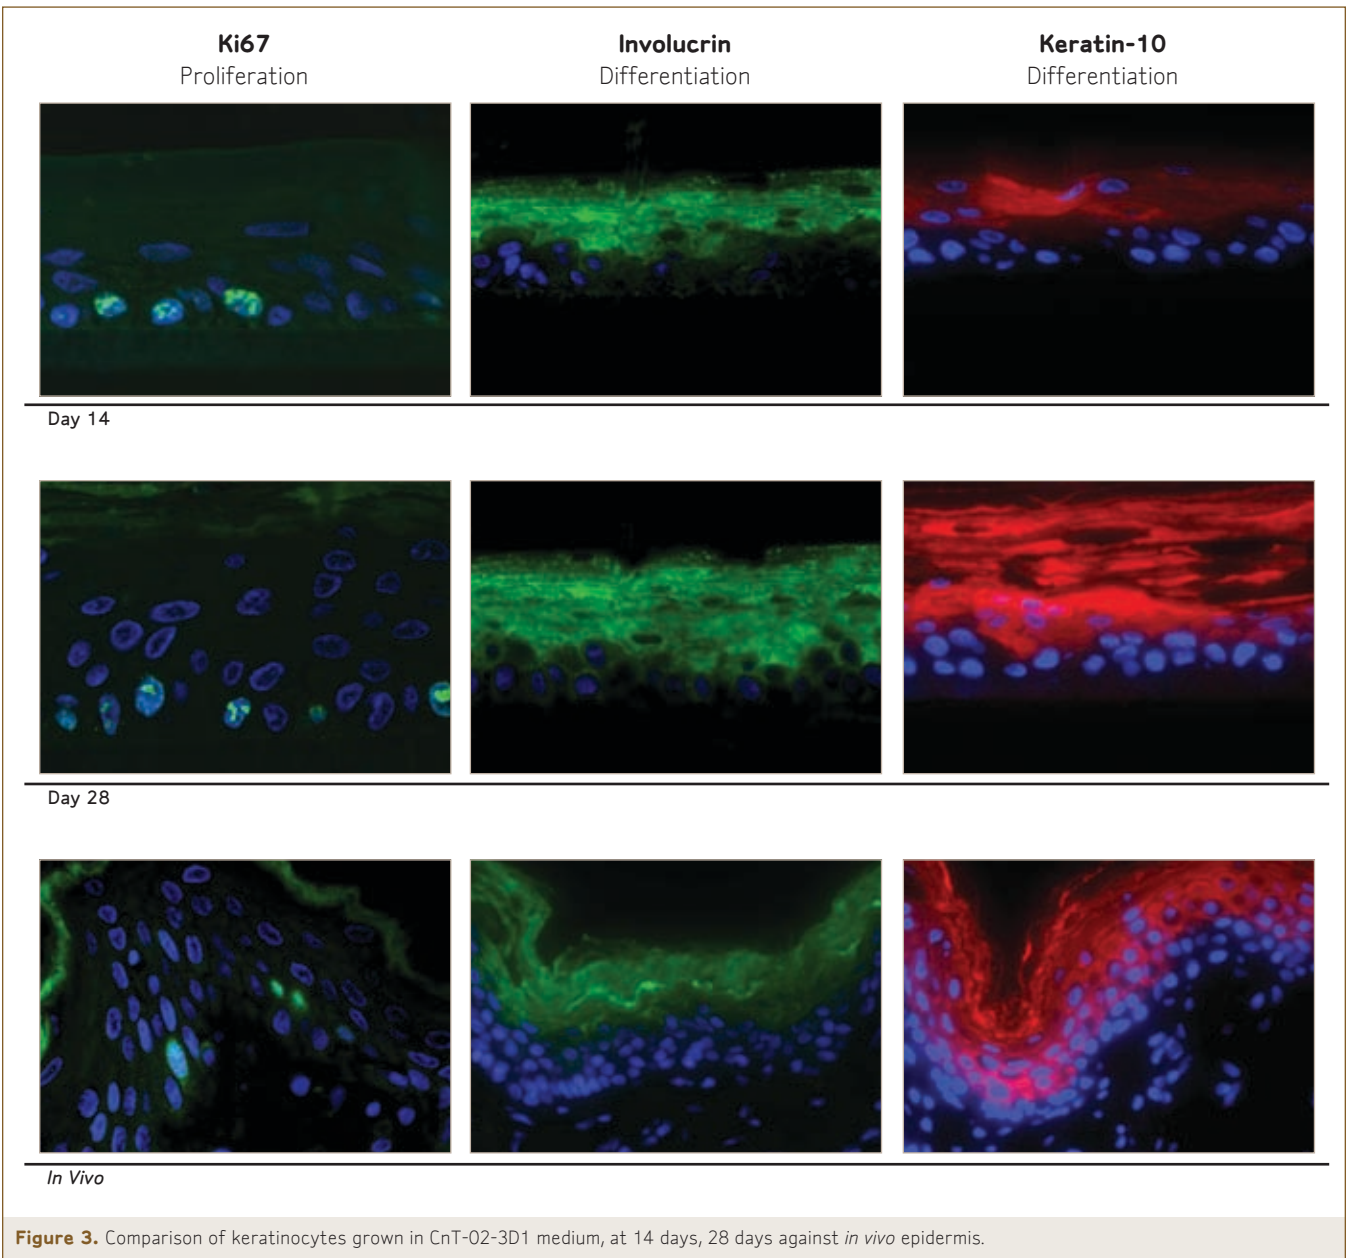 Ki67
Proliferation
Involucrin
Differentiation
Keratin-10
Differentiation
Day 14
Day 28
In Vivo
Figure 3. Comparison of keratinocytes grown in CnT-02-3D1 medium, at 14 days, 28 days against in vivo epidermis.